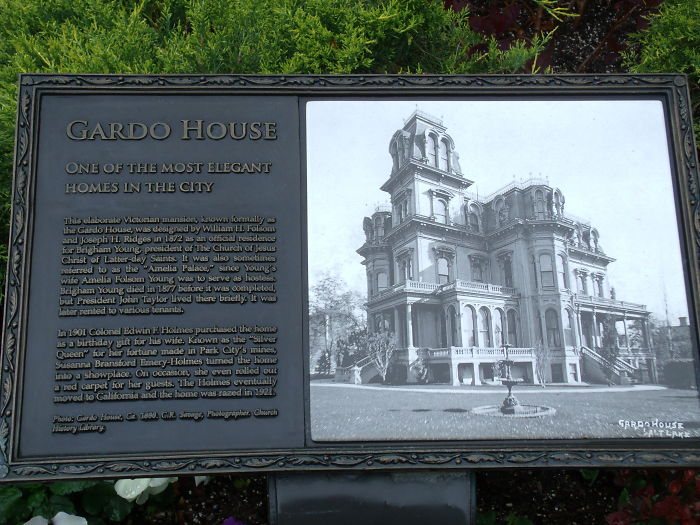 GARDO HOUSE
ONE OF THE MOST ELEGANT
HOMES IN THE CITY
This elaborate Victorian mansion, known formally as
the Gardo House, was designed by William H. Folsom
and Joseph H. Ridges in 1872 as an official residence
for Brigham Young, president of The Church of Jesus
Christ of Latter-day Saints. It was also sometimes
referred to as the "Amelia Palace," since Young's
wife Amelia Folsom Young was to serve as hostess.
Brigham Young died in 1877 before it was completed,
but President John Taylor lived there briefly. It was
later rented to various tenants.
In 1901 Colonel Edwin F. Holmes purchased the home
as a birthday gift for his wife. Known as the "Silver
Queen" for her fortune made in Park City's mines,
Susanna Bransford Emery-Holmes turned the home
into a showplace. On occasion, she even rolled out
a red carpet for her guests. The Holmes eventually
moved to California and the home was razed in 1921.
Photo: Gardo House, Ca. 1880. C.R. Savage, Photographer. Church
History Library.
GARDO HOUSE
SALT LAKE